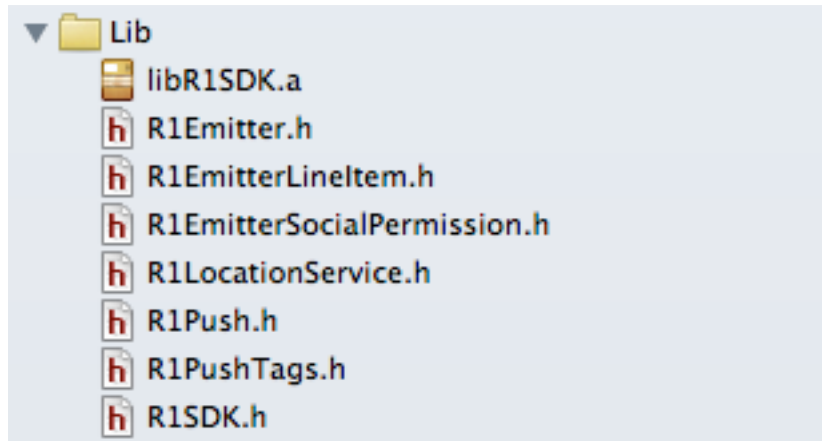 Lib
libR1SDK.a
h R1Emitter.h
h R1EmitterLineItem.h
h R1EmitterSocialPermission.h
h R1LocationService.h
h R1Push.h
h R1PushTags.h
h R1SDK.h